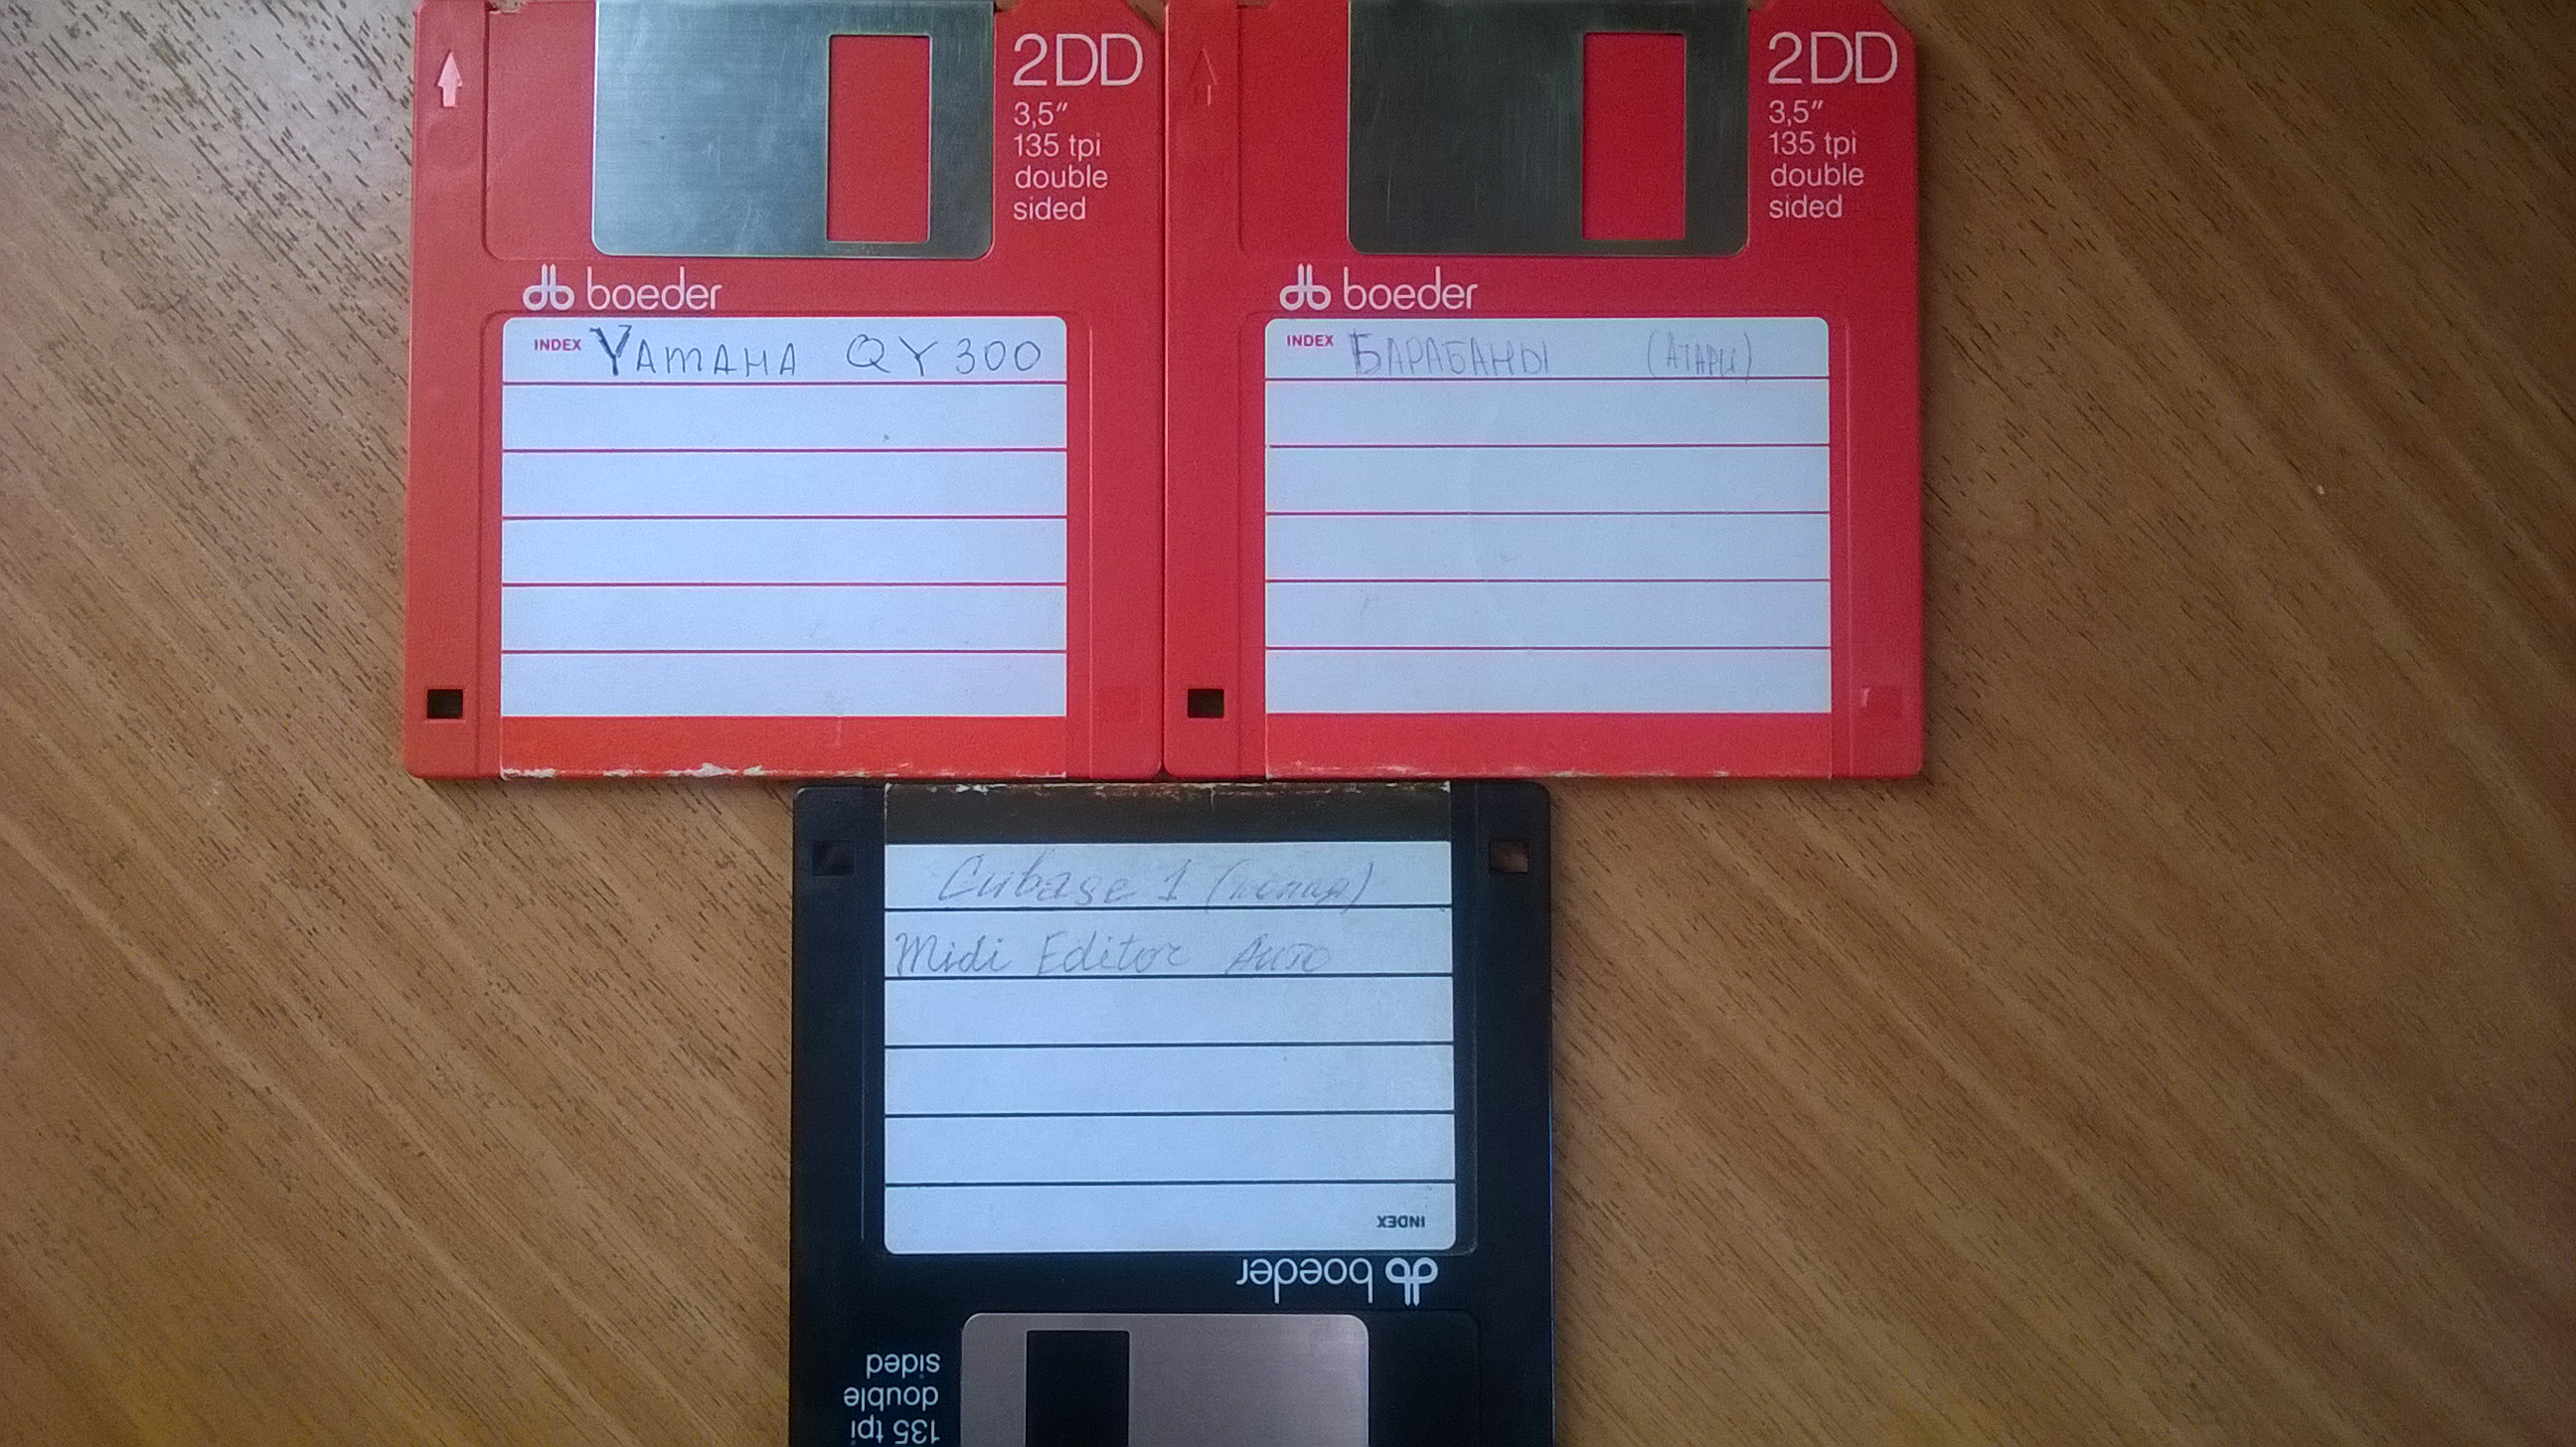 2DD
3,5"
135 tpi
double
sided
boeder
INDEX YAMAHA QY300
2DD
3,5"
135 tpi
double
sided
boeder
INDEX БАРАБАНЫ (АТАРИ)
Cubase 1 (копия)
Midi Editor
INDEX
boeder
135 tpi
double
sided